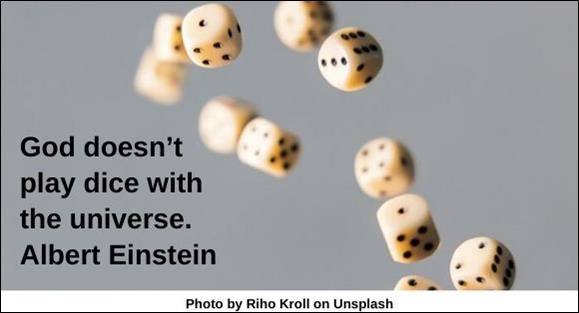 God doesn’t
play dice with
the universe.
Albert Einstein
Photo by Riho Kroll on Unsplash